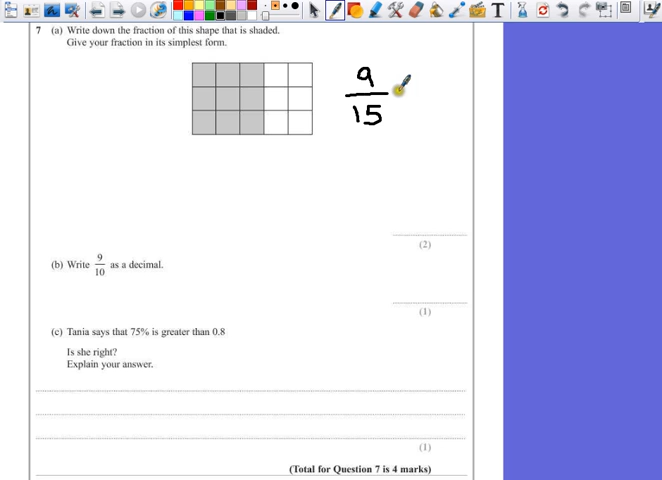 T
7 (a) Write down the fraction of this shape that is shaded.
Give your fraction in its simplest form.
9
15
(2)
(b) Write 9/10 as a decimal.
(1)
(c) Tania says that 75% is greater than 0.8
Is she right?
Explain your answer.
(1)
(Total for Question 7 is 4 marks)